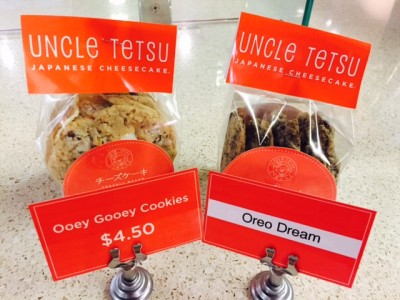 UNCLE TETSU
JAPANESE CHEESECAKE.
UNCLE TETSU
JAPANESE CHEESECAKE.
チーズケーキ
Ooey Gooey Cookies
$4.50
Oreo Dream